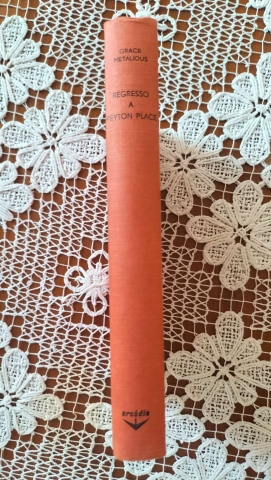 GRACE
METALIOUS
REGRESSO
A
PEYTON PLACE
arcádia